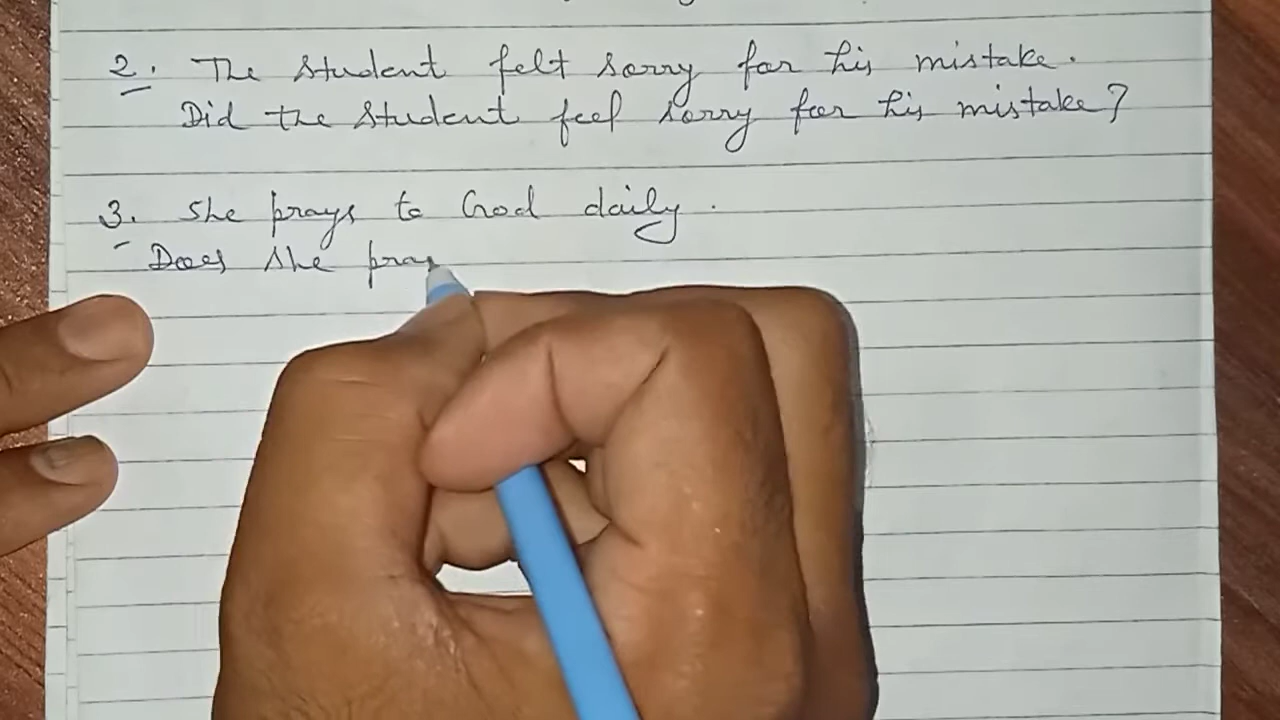 2. The student felt sorry for his mistake.
Did the student feel sorry for his mistake?
3. She prays to God daily.
Does she pray